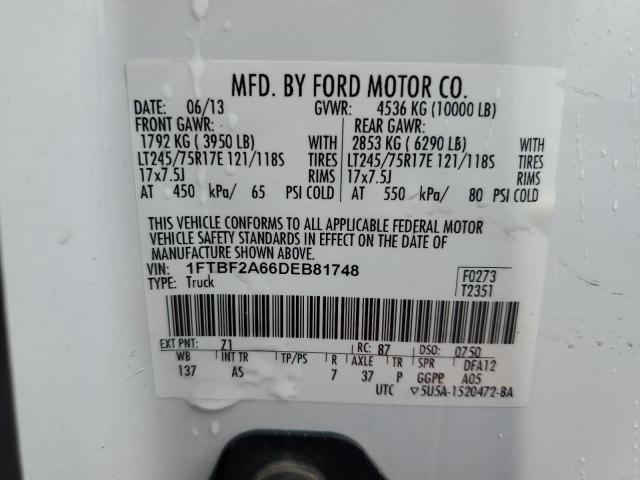 MFD. BY FORD MOTOR CO.
DATE: 06/13 GVWR: 4536 KG (10000 LB)
FRONT GAWR: REAR GAWR:
1792 KG ( 3950 LB) WITH 2853 KG ( 6290 LB) WITH
LT245/75R17E 121/118S TIRES LT245/75R17E 121/118S TIRES
17x7.5J RIMS 17x7.5J RIMS
AT 450 kPa/ 65 PSI COLD AT 550 kPa/ 80 PSI COLD
THIS VEHICLE CONFORMS TO ALL APPLICABLE FEDERAL MOTOR
VEHICLE SAFETY STANDARDS IN EFFECT ON THE DATE OF
MANUFACTURE SHOWN ABOVE.
VIN: 1FTBF2A66DEB81748 F0273
TYPE: Truck T2351
EXT PNT: 71 RC: 87 DSO: 0750
WB INT TR TP/PS R AXLE TR SPR DFA12
137 AS 7 37 P GGPP A05
UTC ▽5U5A-1520472-BA